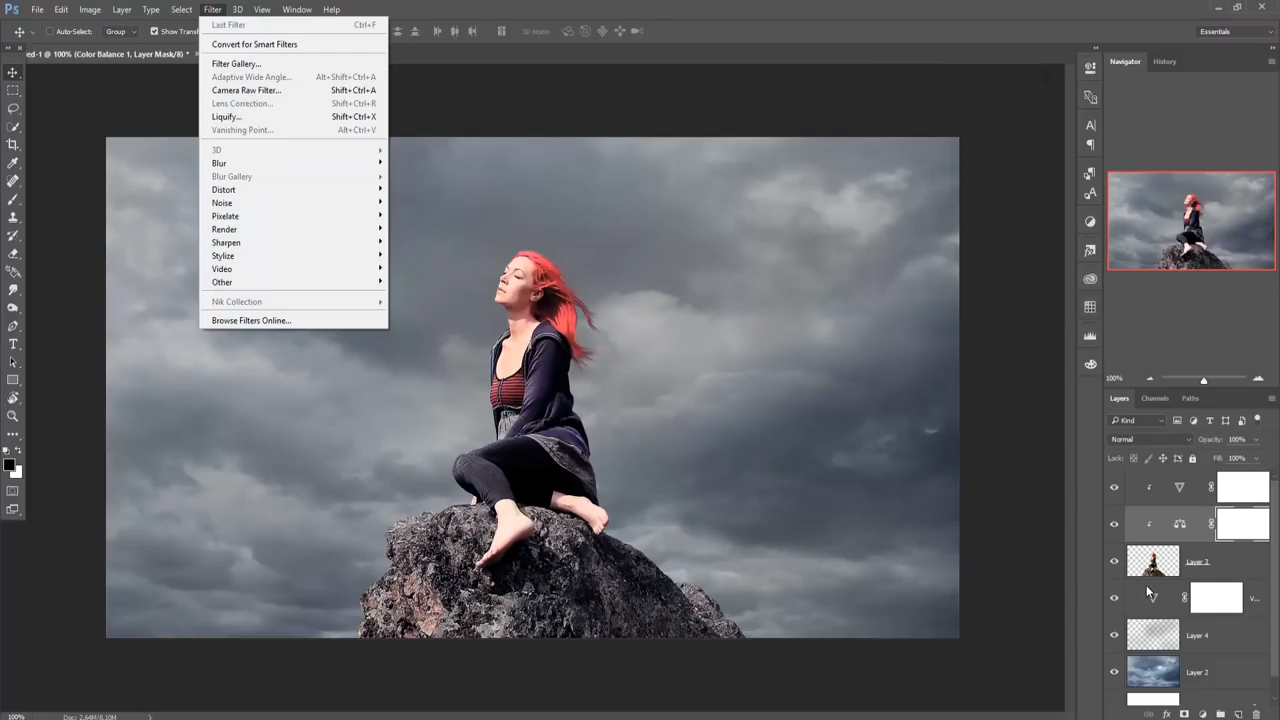 Ps File Edit Image Layer Type Select Filter 3D View Window Help
Auto-Select: Group Show Transf 3D Mode: Essentials
ed-1 @ 100% (Color Balance 1, Layer Mask/8) *
Last Filter Ctrl+F
Convert for Smart Filters
Filter Gallery...
Adaptive Wide Angle... Alt+Shift+Ctrl+A
Camera Raw Filter... Shift+Ctrl+A
Lens Correction... Shift+Ctrl+R
Liquify... Shift+Ctrl+X
Vanishing Point... Alt+Ctrl+V
3D
Blur
Blur Gallery
Distort
Noise
Pixelate
Render
Sharpen
Stylize
Video
Other
Nik Collection
Browse Filters Online...
Navigator History
100%
Layers Channels Paths
Kind
Normal Opacity: 100%
Lock: Fill: 100%
Layer 3
V...
Layer 4
Layer 2
100% Doc: 2.64M/8.10M